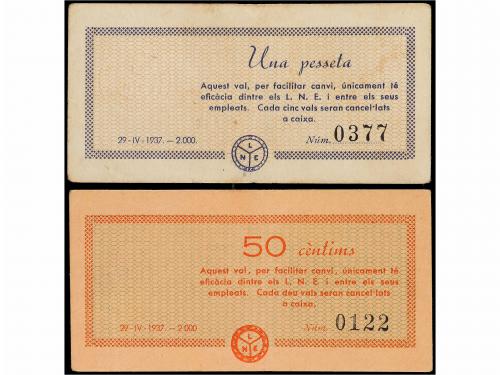 Una pesseta
Aquest val, per facilitar canvi, únicament té
eficàcia dintre els L. N. E. i entre els seus
empleats. Cada cinc vals seran cancel·lats
a caixa.
29-IV-1937. — 2.000.
Núm. 0377
L N E
50 cèntims
Aquest val, per facilitar canvi, únicament té
eficàcia dintre els L. N. E. i entre els seus
empleats. Cada deu vals seran cancel·lats
a caixa.
29-IV-1937. — 2.000
Núm. 0122
L N E